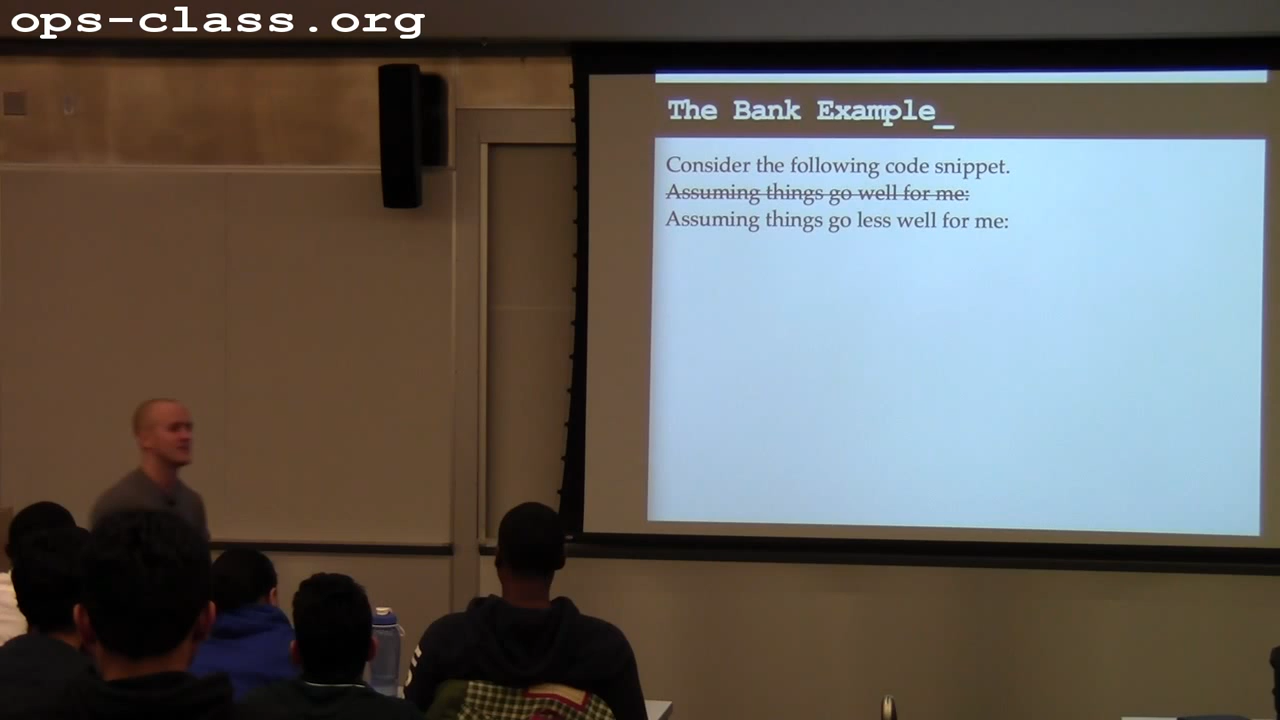 ops-class.org
The Bank Example_
Consider the following code snippet.
Assuming things go well for me:
Assuming things go less well for me: